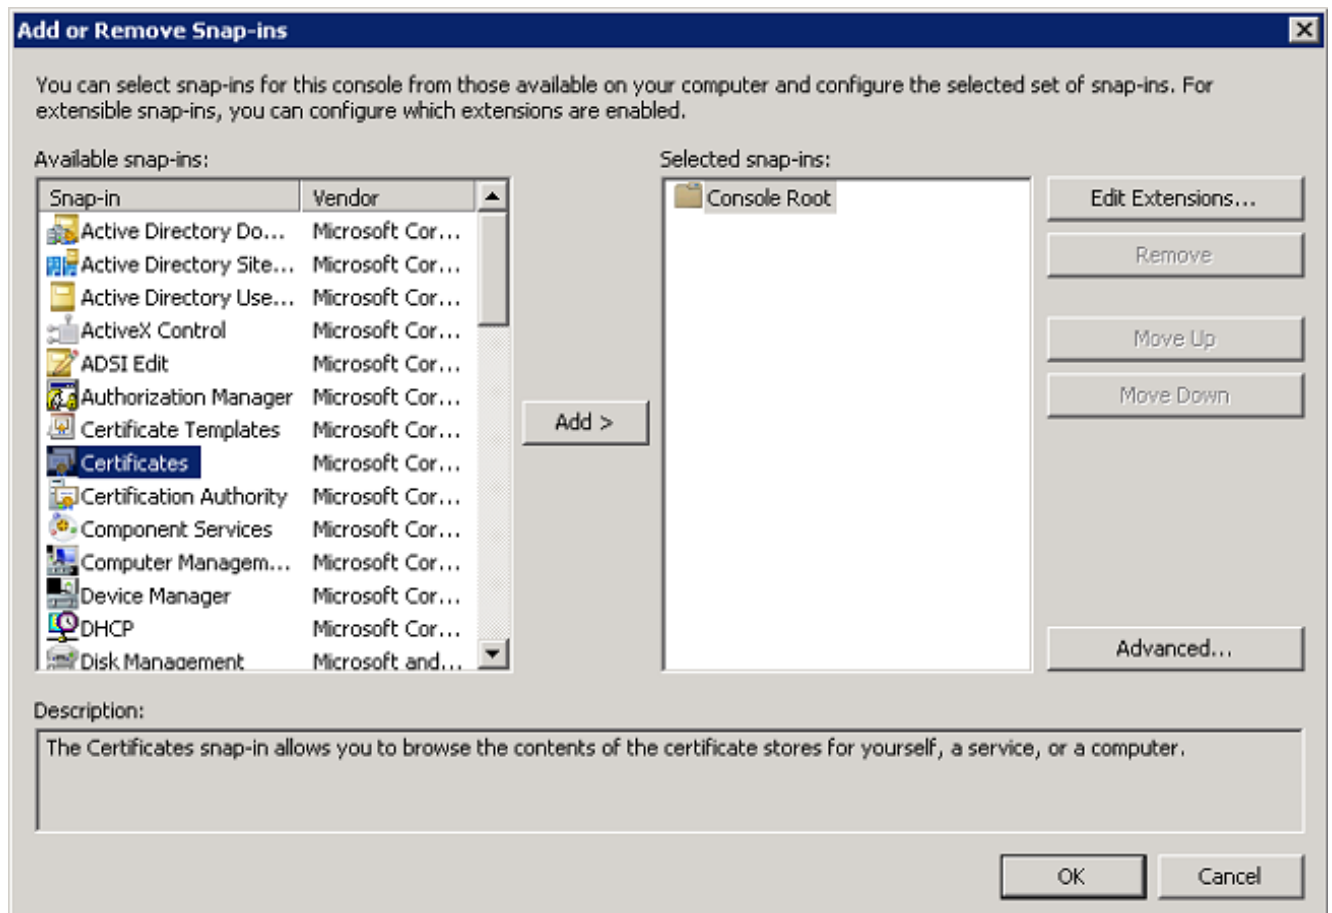 Add or Remove Snap-ins
You can select snap-ins for this console from those available on your computer and configure the selected set of snap-ins. For
extensible snap-ins, you can configure which extensions are enabled.
Available snap-ins:
Snap-in Vendor
Active Directory Do... Microsoft Cor...
Active Directory Site... Microsoft Cor...
Active Directory Use... Microsoft Cor...
ActiveX Control Microsoft Cor...
ADSI Edit Microsoft Cor...
Authorization Manager Microsoft Cor...
Certificate Templates Microsoft Cor...
Certificates Microsoft Cor...
Certification Authority Microsoft Cor...
Component Services Microsoft Cor...
Computer Managem... Microsoft Cor...
Device Manager Microsoft Cor...
DHCP Microsoft Cor...
Disk Management Microsoft and...
Add >
Selected snap-ins:
Console Root
Edit Extensions...
Remove
Move Up
Move Down
Advanced...
Description:
The Certificates snap-in allows you to browse the contents of the certificate stores for yourself, a service, or a computer.
OK Cancel